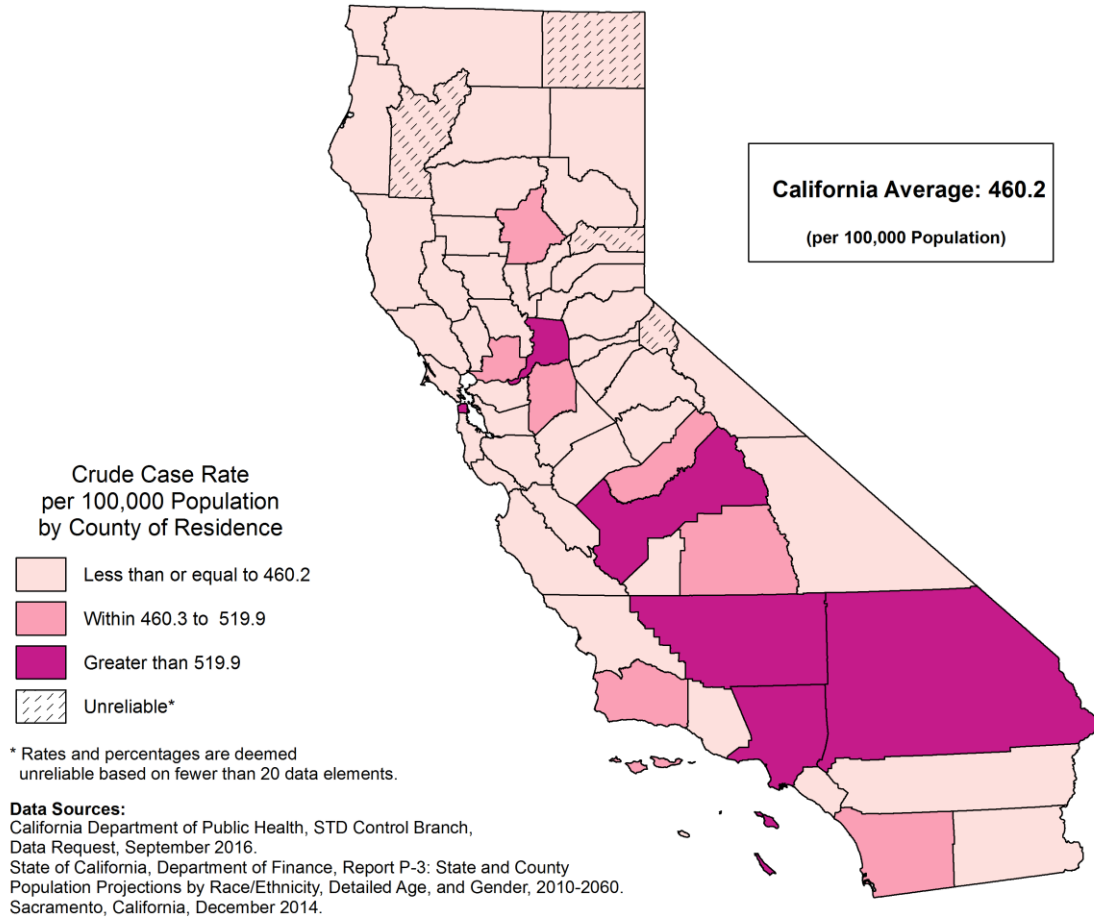 California Average: 460.2
(per 100,000 Population)
Crude Case Rate
per 100,000 Population
by County of Residence
Less than or equal to 460.2
Within 460.3 to 519.9
Greater than 519.9
Unreliable*
* Rates and percentages are deemed
unreliable based on fewer than 20 data elements.
Data Sources:
California Department of Public Health, STD Control Branch,
Data Request, September 2016.
State of California, Department of Finance, Report P-3: State and County
Population Projections by Race/Ethnicity, Detailed Age, and Gender, 2010-2060.
Sacramento, California, December 2014.